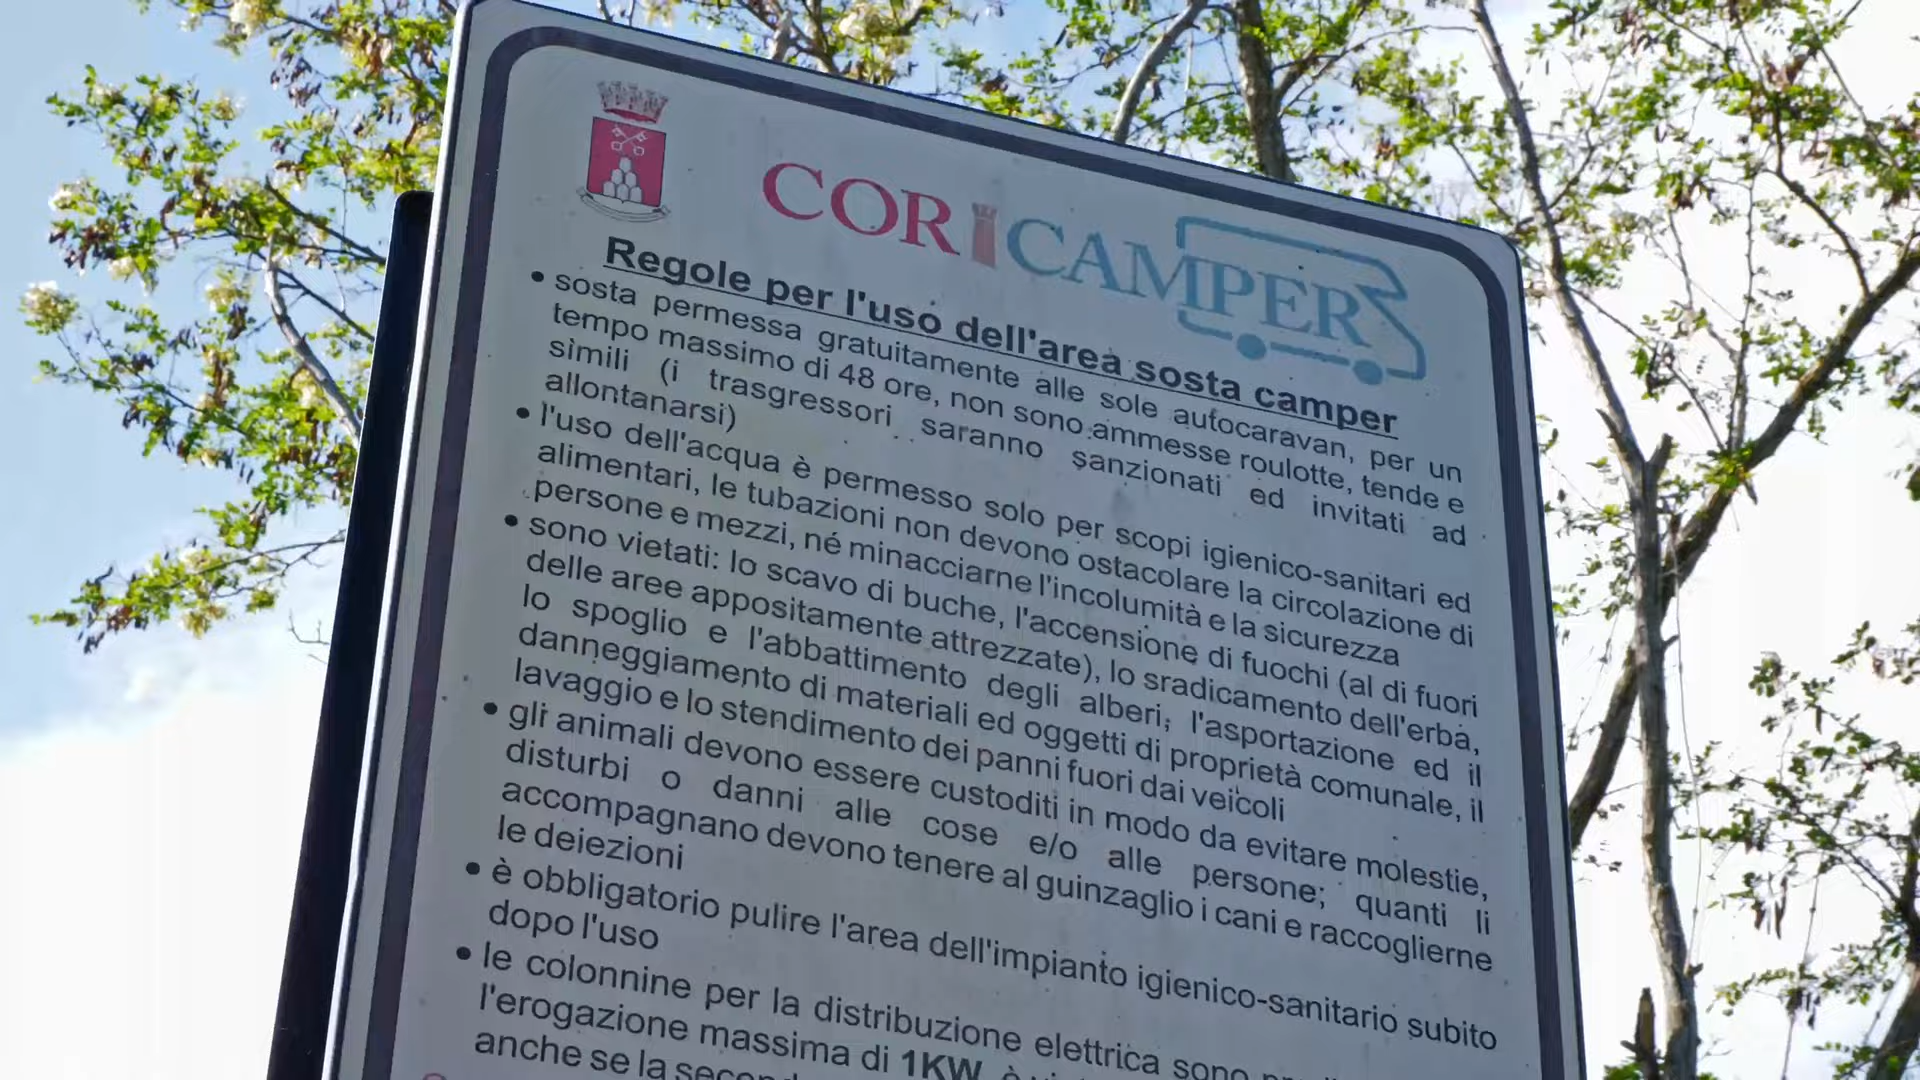 CORI CAMPER
Regole per l'uso dell'area sosta camper
• sosta permessa gratuitamente alle sole autocaravan, per un
tempo massimo di 48 ore, non sono ammesse roulotte, tende e
sìmili (i trasgressori saranno sanzionati ed invitati ad
allontanarsi)
• l'uso dell'acqua è permesso solo per scopi igienico-sanitari ed
alimentari, le tubazioni non devono ostacolare la circolazione di
persone e mezzi, né minacciarne l'incolumità e la sicurezza
• sono vietati: lo scavo di buche, l'accensione di fuochi (al di fuori
delle aree appositamente attrezzate), lo sradicamento dell'erba,
lo spoglio e l'abbattimento degli alberi, l'asportazione ed il
danneggiamento di materiali ed oggetti di proprietà comunale, il
lavaggio e lo stendimento dei panni fuori dai veicoli
• gli animali devono essere custoditi in modo da evitare molestie,
disturbi o danni alle cose e/o alle persone; quanti li
accompagnano devono tenere al guinzaglio i cani e raccoglierne
le deiezioni
• è obbligatorio pulire l'area dell'impianto igienico-sanitario subito
dopo l'uso
• le colonnine per la distribuzione elettrica sono
l'erogazione massima di 1KW, è
anche se la